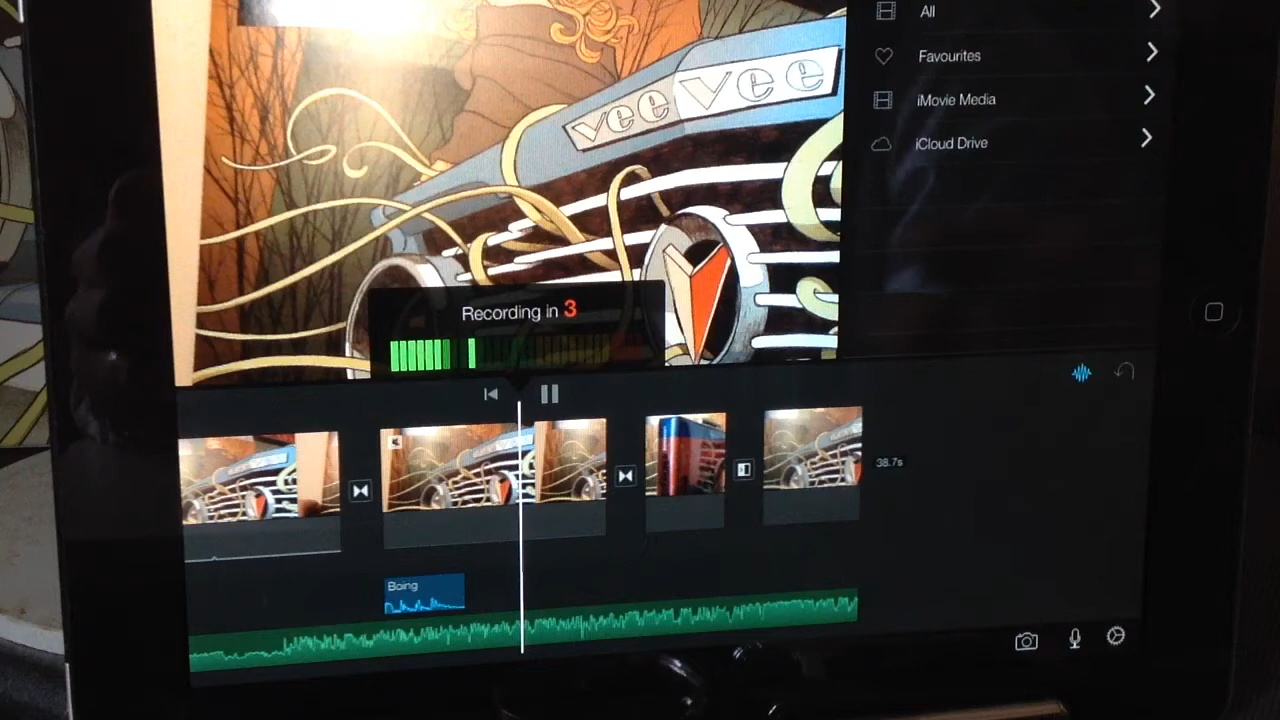 All
Favourites
iMovie Media
iCloud Drive
vee vee
Recording in 3
38.7s
Boing